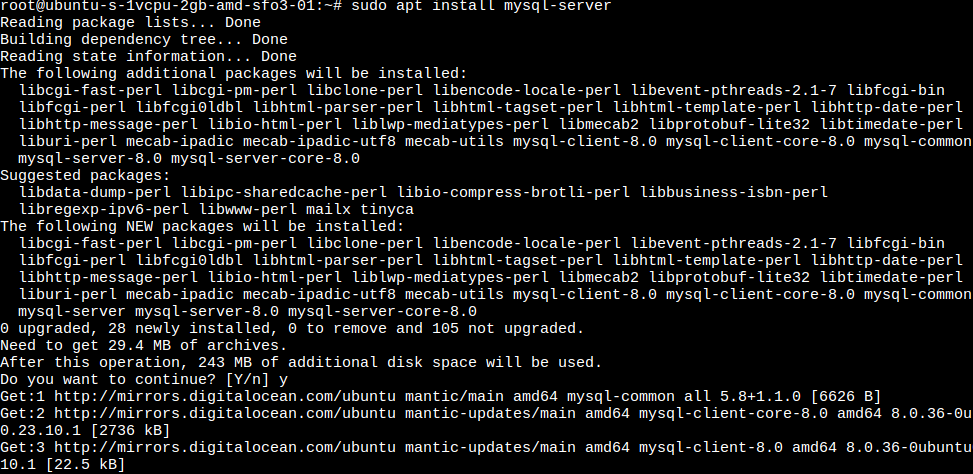 root@ubuntu-s-1vcpu-2gb-amd-sfo3-01:~# sudo apt install mysql-server
Reading package lists... Done
Building dependency tree... Done
Reading state information... Done
The following additional packages will be installed:
  libcgi-fast-perl libcgi-pm-perl libclone-perl libencode-locale-perl libevent-pthreads-2.1-7 libfcgi-bin
  libfcgi-perl libfcgi0ldbl libhtml-parser-perl libhtml-tagset-perl libhtml-template-perl libhttp-date-perl
  libhttp-message-perl libio-html-perl liblwp-mediatypes-perl libmecab2 libprotobuf-lite32 libtimedate-perl
  liburi-perl mecab-ipadic mecab-ipadic-utf8 mecab-utils mysql-client-8.0 mysql-client-core-8.0 mysql-common
  mysql-server-8.0 mysql-server-core-8.0
Suggested packages:
  libdata-dump-perl libipc-sharedcache-perl libio-compress-brotli-perl libbusiness-isbn-perl
  libregexp-ipv6-perl libwww-perl mailx tinyca
The following NEW packages will be installed:
  libcgi-fast-perl libcgi-pm-perl libclone-perl libencode-locale-perl libevent-pthreads-2.1-7 libfcgi-bin
  libfcgi-perl libfcgi0ldbl libhtml-parser-perl libhtml-tagset-perl libhtml-template-perl libhttp-date-perl
  libhttp-message-perl libio-html-perl liblwp-mediatypes-perl libmecab2 libprotobuf-lite32 libtimedate-perl
  liburi-perl mecab-ipadic mecab-ipadic-utf8 mecab-utils mysql-client-8.0 mysql-client-core-8.0 mysql-common
  mysql-server mysql-server-8.0 mysql-server-core-8.0
0 upgraded, 28 newly installed, 0 to remove and 105 not upgraded.
Need to get 29.4 MB of archives.
After this operation, 243 MB of additional disk space will be used.
Do you want to continue? [Y/n] y
Get:1 http://mirrors.digitalocean.com/ubuntu mantic/main amd64 mysql-common all 5.8+1.1.0 [6626 B]
Get:2 http://mirrors.digitalocean.com/ubuntu mantic-updates/main amd64 mysql-client-core-8.0 amd64 8.0.36-0u
0.23.10.1 [2736 kB]
Get:3 http://mirrors.digitalocean.com/ubuntu mantic-updates/main amd64 mysql-client-8.0 amd64 8.0.36-0ubuntu
10.1 [22.5 kB]